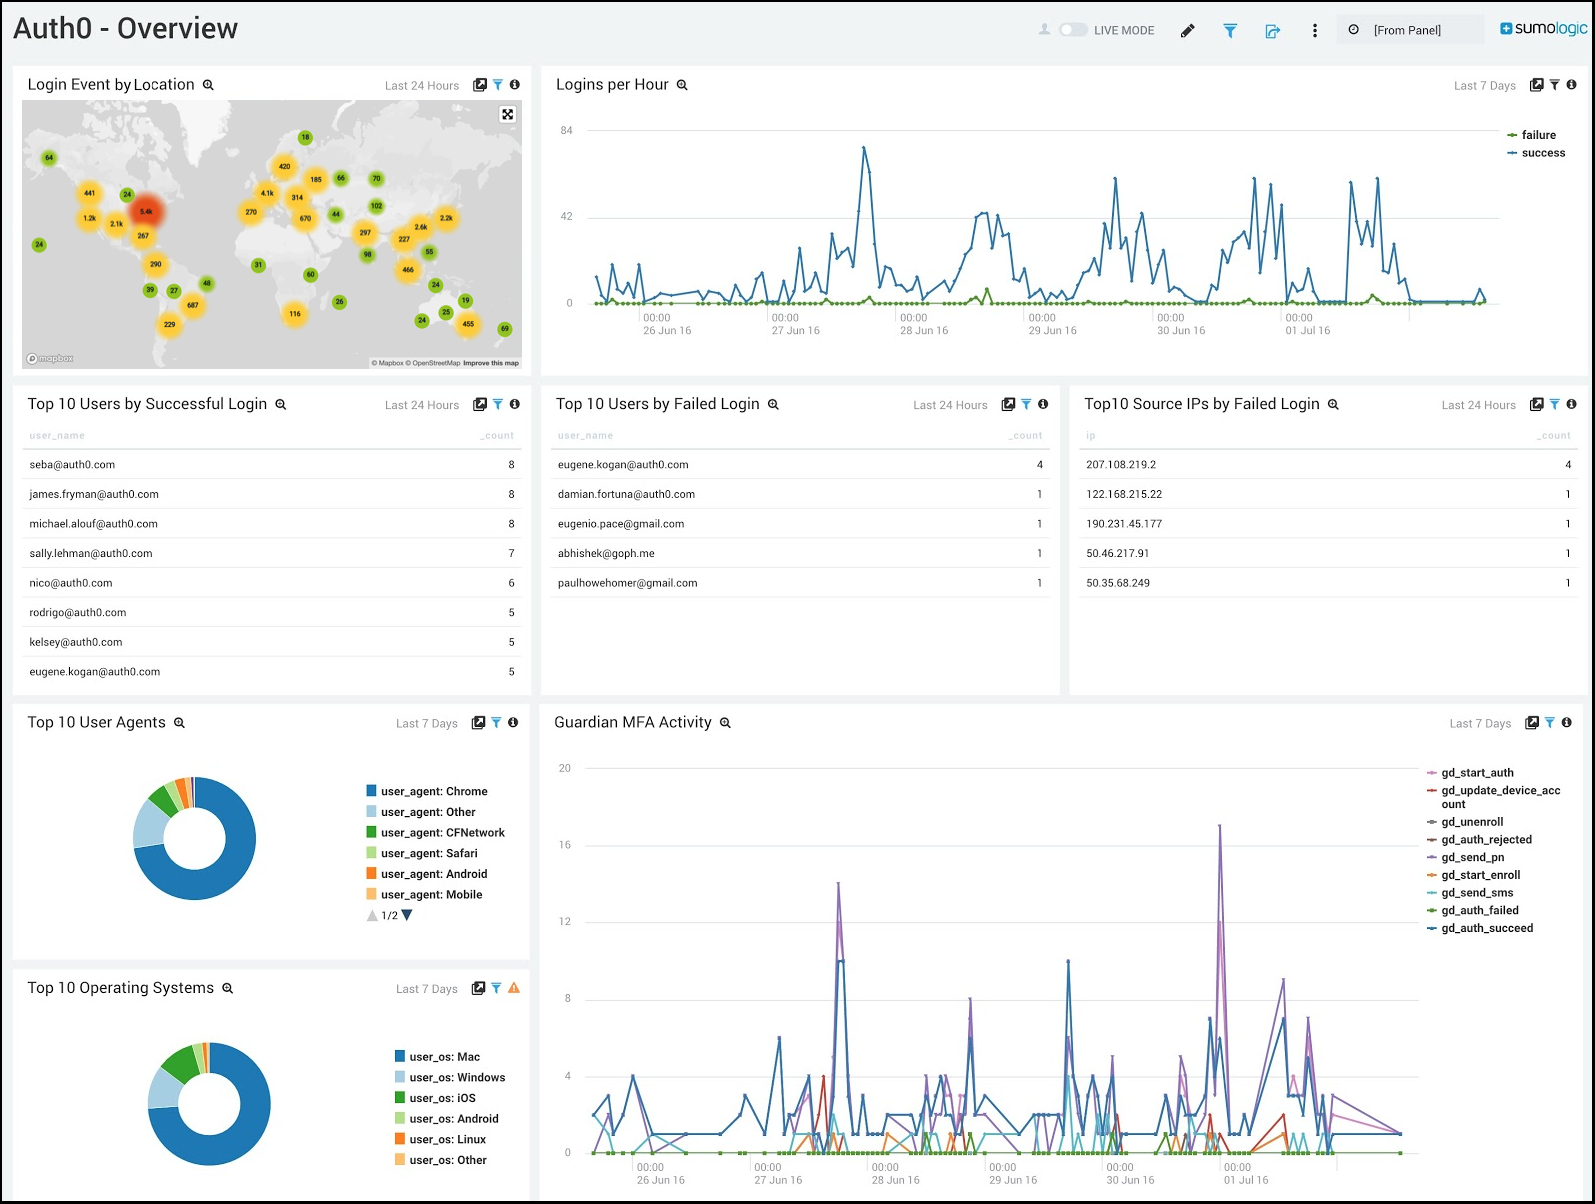 Auth0 - Overview
LIVE MODE
[From Panel]
sumologic
Login Event by Location
Last 24 Hours
18
64
420
185
66
70
441
24
4.1k
314
102
5.4k
270
44
2.2k
1.2k
2.1k
670
2.6k
267
297
227
24
98
55
290
31
466
60
48
24
39
27
26
19
687
116
25
229
24
455
69
mapbox
© Mapbox © OpenStreetMap Improve this map
Logins per Hour
Last 7 Days
84
42
0
00:00
26 Jun 16
00:00
27 Jun 16
00:00
28 Jun 16
00:00
29 Jun 16
00:00
30 Jun 16
00:00
01 Jul 16
failure
success
Top 10 Users by Successful Login
Last 24 Hours
user_name _count
seba@auth0.com 8
james.fryman@auth0.com 8
michael.alouf@auth0.com 8
sally.lehman@auth0.com 7
nico@auth0.com 6
rodrigo@auth0.com 5
kelsey@auth0.com 5
eugene.kogan@auth0.com 5
Top 10 Users by Failed Login
Last 24 Hours
user_name _count
eugene.kogan@auth0.com 4
damian.fortuna@auth0.com 1
eugenio.pace@gmail.com 1
abhishek@goph.me 1
paulhowehomer@gmail.com 1
Top10 Source IPs by Failed Login
Last 24 Hours
ip _count
207.108.219.2 4
122.168.215.22 1
190.231.45.177 1
50.46.217.91 1
50.35.68.249 1
Top 10 User Agents
Last 7 Days
user_agent: Chrome
user_agent: Other
user_agent: CFNetwork
user_agent: Safari
user_agent: Android
user_agent: Mobile
1/2
Top 10 Operating Systems
Last 7 Days
user_os: Mac
user_os: Windows
user_os: iOS
user_os: Android
user_os: Linux
user_os: Other
Guardian MFA Activity
Last 7 Days
20
16
12
8
4
0
00:00
26 Jun 16
00:00
27 Jun 16
00:00
28 Jun 16
00:00
29 Jun 16
00:00
30 Jun 16
00:00
01 Jul 16
gd_start_auth
gd_update_device_acc
ount
gd_unenroll
gd_auth_rejected
gd_send_pn
gd_start_enroll
gd_send_sms
gd_auth_failed
gd_auth_succeed